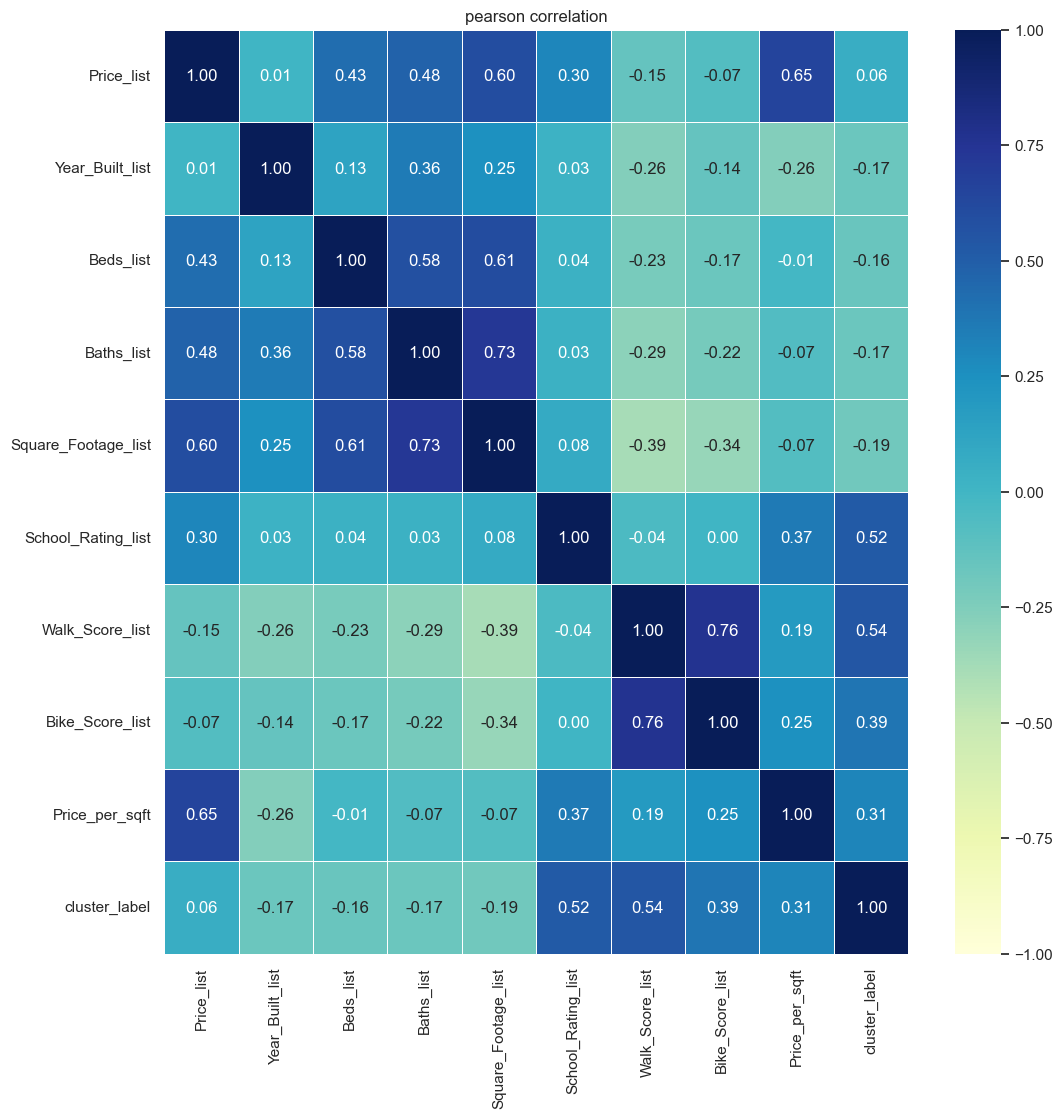 pearson correlation
Price_list 1.00 0.01 0.43 0.48 0.60 0.30 -0.15 -0.07 0.65 0.06
Year_Built_list 0.01 1.00 0.13 0.36 0.25 0.03 -0.26 -0.14 -0.26 -0.17
Beds_list 0.43 0.13 1.00 0.58 0.61 0.04 -0.23 -0.17 -0.01 -0.16
Baths_list 0.48 0.36 0.58 1.00 0.73 0.03 -0.29 -0.22 -0.07 -0.17
Square_Footage_list 0.60 0.25 0.61 0.73 1.00 0.08 -0.39 -0.34 -0.07 -0.19
School_Rating_list 0.30 0.03 0.04 0.03 0.08 1.00 -0.04 0.00 0.37 0.52
Walk_Score_list -0.15 -0.26 -0.23 -0.29 -0.39 -0.04 1.00 0.76 0.19 0.54
Bike_Score_list -0.07 -0.14 -0.17 -0.22 -0.34 0.00 0.76 1.00 0.25 0.39
Price_per_sqft 0.65 -0.26 -0.01 -0.07 -0.07 0.37 0.19 0.25 1.00 0.31
cluster_label 0.06 -0.17 -0.16 -0.17 -0.19 0.52 0.54 0.39 0.31 1.00
Price_list
Year_Built_list
Beds_list
Baths_list
Square_Footage_list
School_Rating_list
Walk_Score_list
Bike_Score_list
Price_per_sqft
cluster_label
1.00
0.75
0.50
0.25
0.00
−0.25
−0.50
−0.75
−1.00